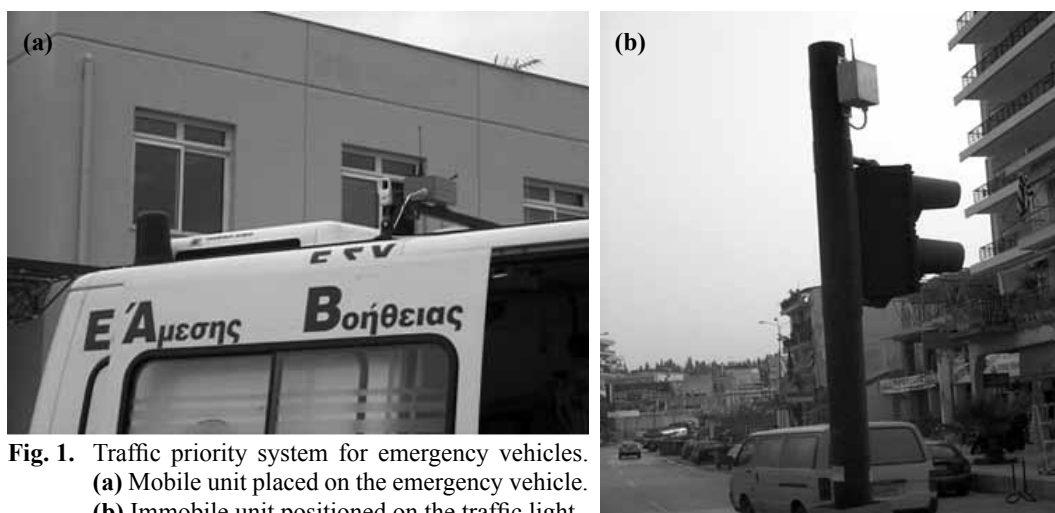 (a)
Ε Άμεσης Βοήθειας
Fig. 1. Traffic priority system for emergency vehicles.
(a) Mobile unit placed on the emergency vehicle.
(b) Immobile unit positioned on the traffic light.
(b)